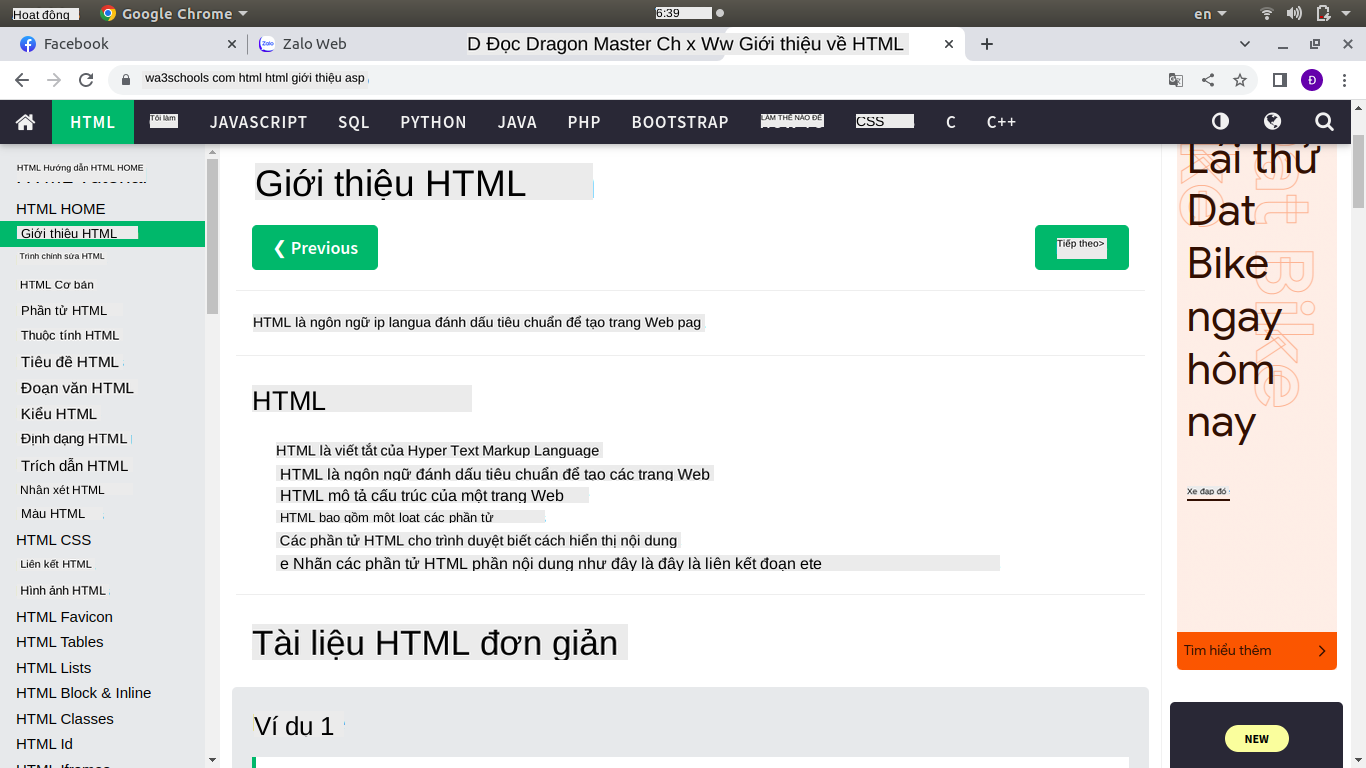 Hoat đông
Google Chrome
6:39
en
Facebook
Zalo Web
D Đọc Dragon Master Ch x Ww Giới thiệu về HTML
wa3schools com html html giới thiệu asp
Đ
HTML
Tôi làm
JAVASCRIPT
SQL
PYTHON
JAVA
PHP
BOOTSTRAP
LÀM THẾ NÀO ĐỂ
CSS
C
C++
HTML Hướng dẫn HTML HOME
HTML HOME
Giới thiệu HTML
Trình chỉnh sửa HTML
HTML Cơ bản
Phần tử HTML
Thuộc tính HTML
Tiêu đề HTML
Đoạn văn HTML
Kiểu HTML
Định dạng HTML
Trích dẫn HTML
Nhận xét HTML
Màu HTML
HTML CSS
Liên kết HTML
Hình ảnh HTML
HTML Favicon
HTML Tables
HTML Lists
HTML Block & Inline
HTML Classes
HTML Id
HTML Iframes
Giới thiệu HTML
❮ Previous
Tiếp theo>
HTML là ngôn ngữ ip langua đánh dấu tiêu chuẩn để tạo trang Web pag
HTML
HTML là viết tắt của Hyper Text Markup Language
HTML là ngôn ngữ đánh dấu tiêu chuẩn để tạo các trang Web
HTML mô tả cấu trúc của một trang Web
HTML bao gồm một loạt các phần tử
Các phần tử HTML cho trình duyệt biết cách hiển thị nội dung
e Nhãn các phần tử HTML phần nội dung như đây là đây là liên kết đoạn ete
Tài liệu HTML đơn giản
Ví du 1
Lái thử
Dat
Bike
ngay
hôm
nay
Dat Bike
Xe đạp đó
Tìm hiểu thêm
NEW